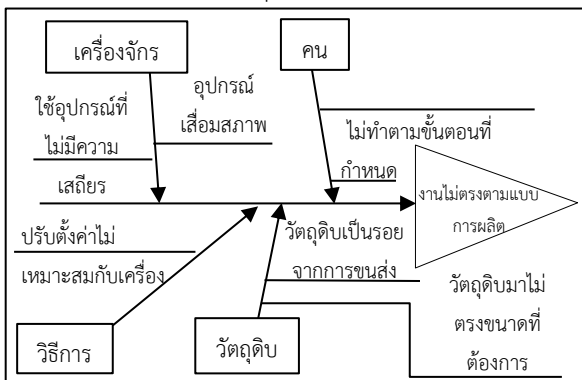 เครื่องจักร
คน
ใช้อุปกรณ์ที่
ไม่มีความ
เสถียร
อุปกรณ์
เสื่อมสภาพ
ไม่ทำตามขั้นตอนที่
กำหนด
งานไม่ตรงตามแบบ
การผลิต
ปรับตั้งค่าไม่
เหมาะสมกับเครื่อง
วัตถุดิบเป็นรอย
จากการขนส่ง
วัตถุดิบมาไม่
ตรงขนาดที่
ต้องการ
วิธีการ
วัตถุดิบ